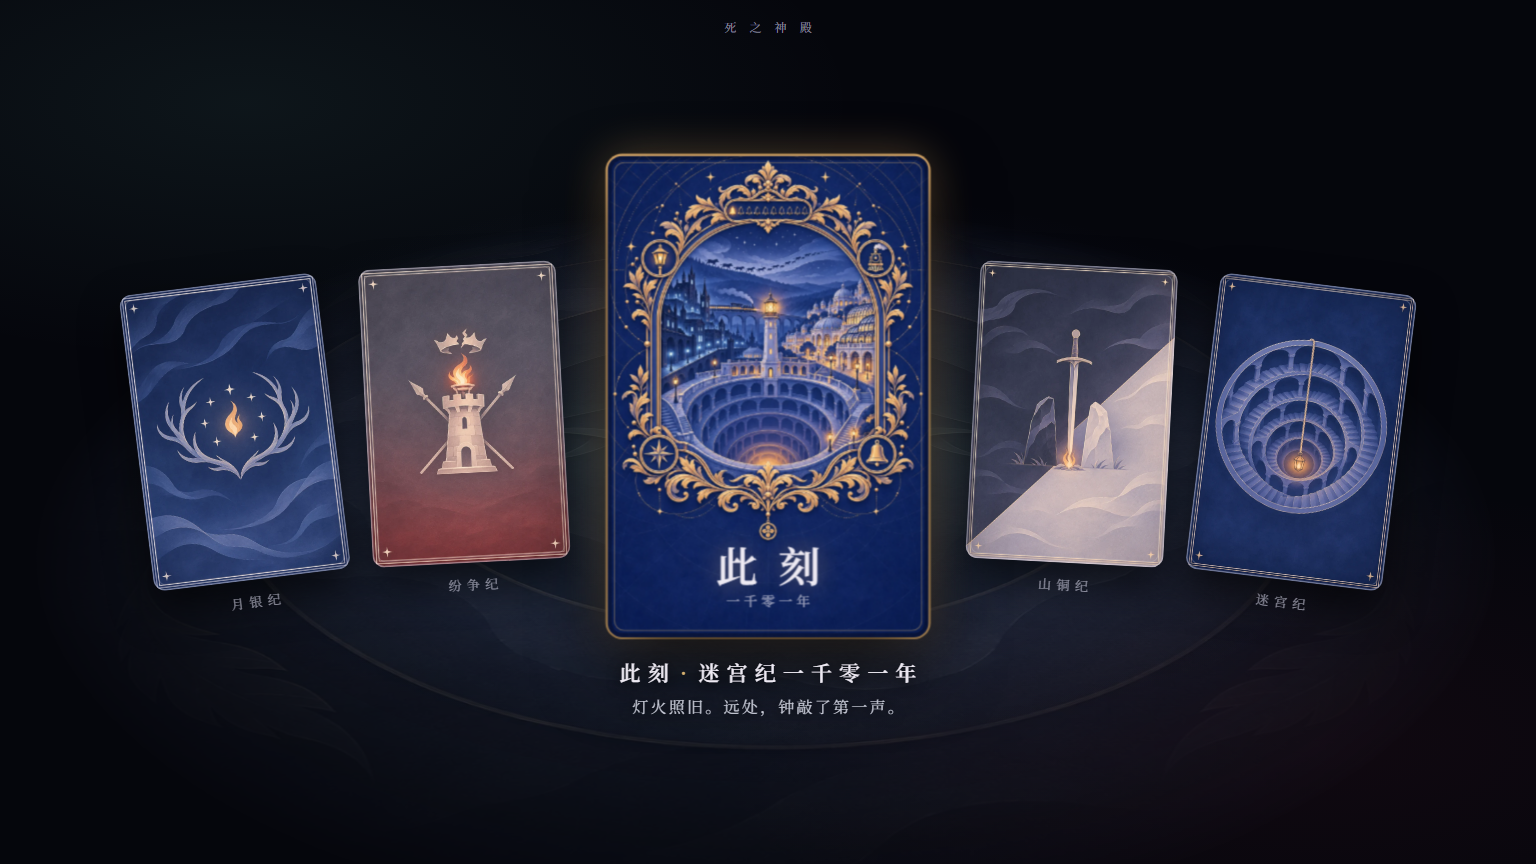 死之神殿
此刻
一千零一年
月银纪
纷争纪
山铜纪
迷宫纪
此刻·迷宫纪一千零一年
灯火照旧。远处，钟敲了第一声。